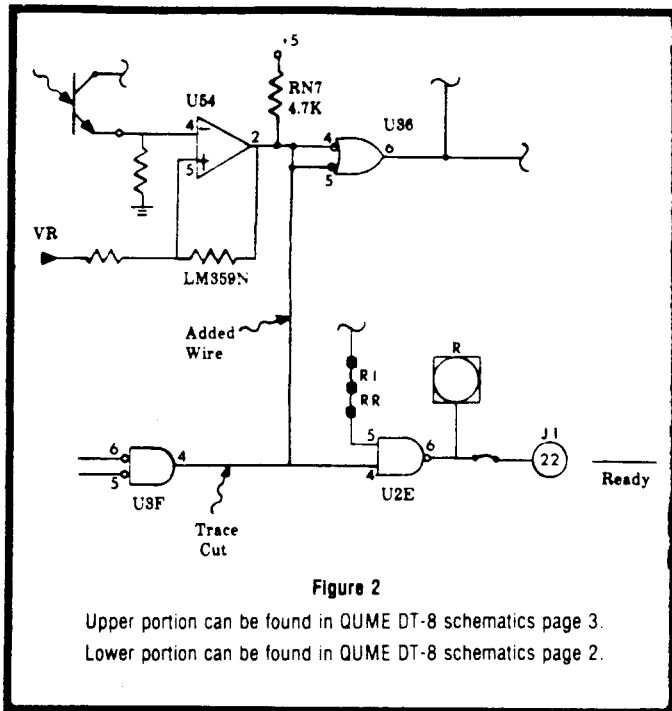 +5
RN7
4.7K
U54
4
2
5
U36
4
6
5
VR
LM359N
Added
Wire
R
R1
RR
J1
6
5
4
U3F
5
4
6
U2E
22
Ready
Trace
Cut
Figure 2
Upper portion can be found in QUME DT-8 schematics page 3.
Lower portion can be found in QUME DT-8 schematics page 2.